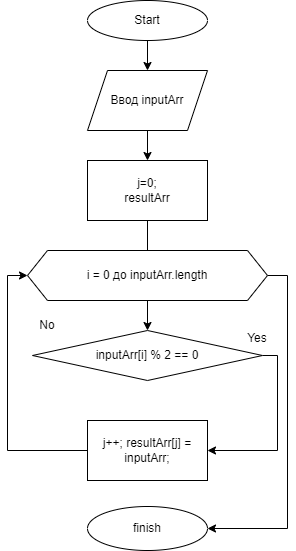 Start
Ввод inputArr
j=0;
resultArr
i = 0 до inputArr.length
No
Yes
inputArr[i] % 2 == 0
j++; resultArr[j] =
inputArr;
finish